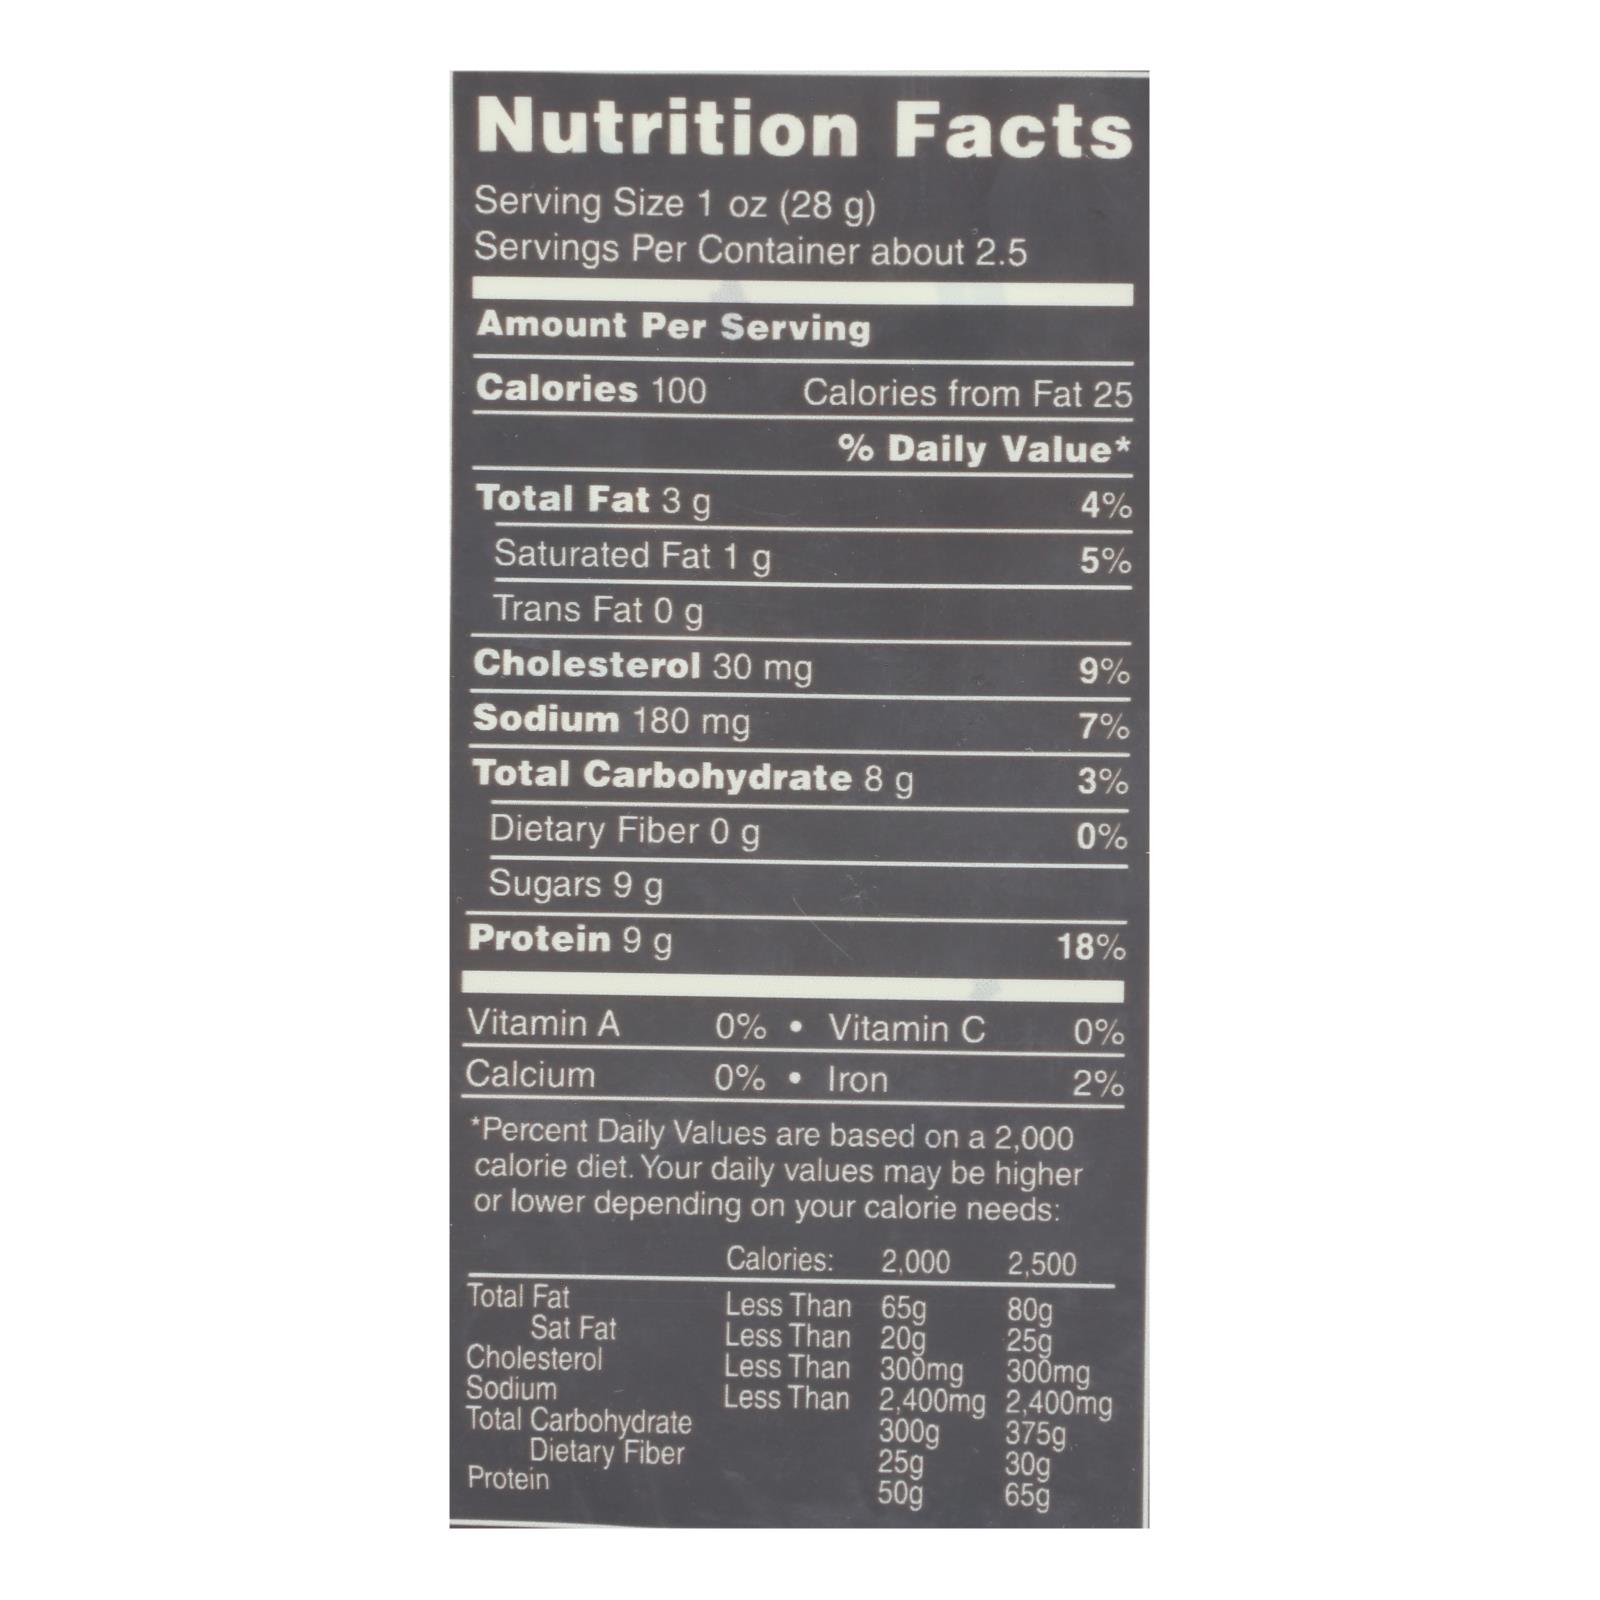 Nutrition Facts
Serving Size 1 oz (28 g)
Servings Per Container about 2.5
Amount Per Serving
Calories 100 Calories from Fat 25
% Daily Value*
Total Fat 3 g 4%
Saturated Fat 1 g 5%
Trans Fat 0 g
Cholesterol 30 mg 9%
Sodium 180 mg 7%
Total Carbohydrate 8 g 3%
Dietary Fiber 0 g 0%
Sugars 9 g
Protein 9 g 18%
Vitamin A 0% • Vitamin C 0%
Calcium 0% • Iron 2%
*Percent Daily Values are based on a 2,000
calorie diet. Your daily values may be higher
or lower depending on your calorie needs:
Calories: 2,000 2,500
Total Fat Less Than 65g 80g
Sat Fat Less Than 20g 25g
Cholesterol Less Than 300mg 300mg
Sodium Less Than 2,400mg 2,400mg
Total Carbohydrate 300g 375g
Dietary Fiber 25g 30g
Protein 50g 65g